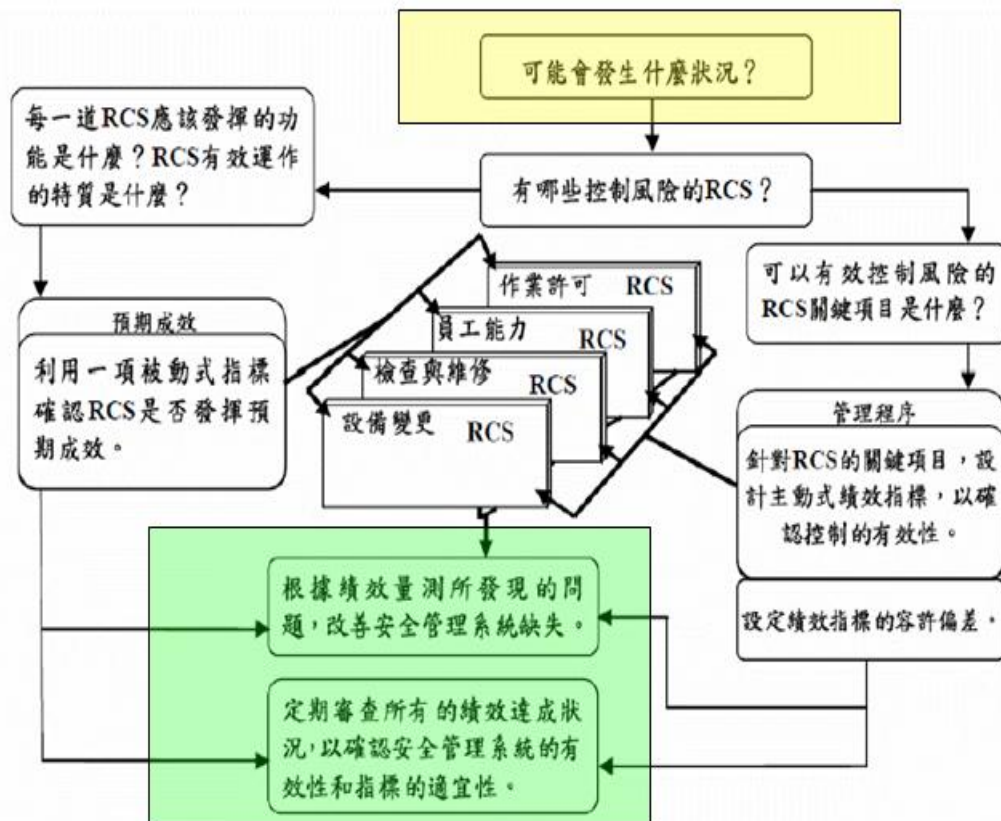 可能會發生什麼狀況？
每一道RCS應該發揮的功
能是什麼？RCS有效運作
的特質是什麼？
有哪些控制風險的RCS？
可以有效控制風險的
RCS關鍵項目是什麼？
作業許可 RCS
員工能力 RCS
檢查與維修 RCS
設備變更 RCS
預期成效
利用一項被動式指標
確認RCS是否發揮預
期成效。
管理程序
針對RCS的關鍵項目，設
計主動式績效指標，以確
認控制的有效性。
設定績效指標的容許偏差。
根據績效量測所發現的問
題，改善安全管理系統缺失。
定期審查所有的績效達成狀
況，以確認安全管理系統的有
效性和指標的適宜性。